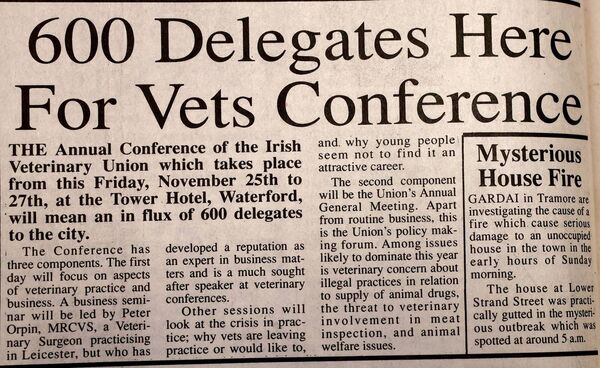 600 Delegates Here
For Vets Conference
THE Annual Conference of the Irish
Veterinary Union which takes place
from this Friday, November 25th to
27th, at the Tower Hotel, Waterford,
will mean an in flux of 600 delegates
to the city.
The Conference has
three components. The first
day will focus on aspects
of veterinary practice and
business. A business semi-
nar will be led by Peter
Orpin, MRCVS, a Veteri-
nary Surgeon practicising
in Leicester, but who has
developed a reputation as
an expert in business mat-
ters and is a much sought
after speaker at veterinary
conferences.
Other sessions will
look at the crisis in prac-
tice; why vets are leaving
practice or would like to,
and why young people
seem not to find it an
attractive career.
The second component
will be the Union's Annual
General Meeting. Apart
from routine business, this
is the Union's policy mak-
ing forum. Among issues
likely to dominate this year
is veterinary concern about
illegal practices in relation
to supply of animal drugs,
the threat to veterinary
involvement in meat
inspection, and animal
welfare issues.
Mysterious
House Fire
GARDAI in Tramore are
investigating the cause of a
fire which cause serious
damage to an unoccupied
house in the town in the
early hours of Sunday
morning.
The house at Lower
Strand Street was practi-
cally gutted in the mysteri-
ous outbreak which was
spotted at around 5 a.m.